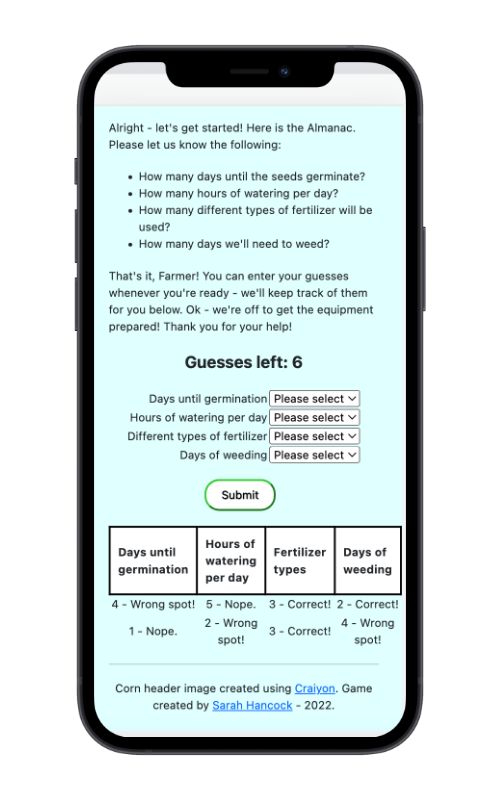 Alright - let's get started! Here is the Almanac.
Please let us know the following:
• How many days until the seeds germinate?
• How many hours of watering per day?
• How many different types of fertilizer will be
used?
• How many days we'll need to weed?
That's it, Farmer! You can enter your guesses
whenever you're ready - we'll keep track of them
for you below. Ok - we're off to get the equipment
prepared! Thank you for your help!
Guesses left: 6
Days until germination Please select
Hours of watering per day Please select
Different types of fertilizer Please select
Days of weeding Please select
Submit
Days until germination Hours of watering per day Fertilizer types Days of weeding
4 - Wrong spot! 5 - Nope. 3 - Correct! 2 - Correct!
1 - Nope. 2 - Wrong spot! 3 - Correct! 4 - Wrong spot!
Corn header image created using Craiyon. Game
created by Sarah Hancock - 2022.